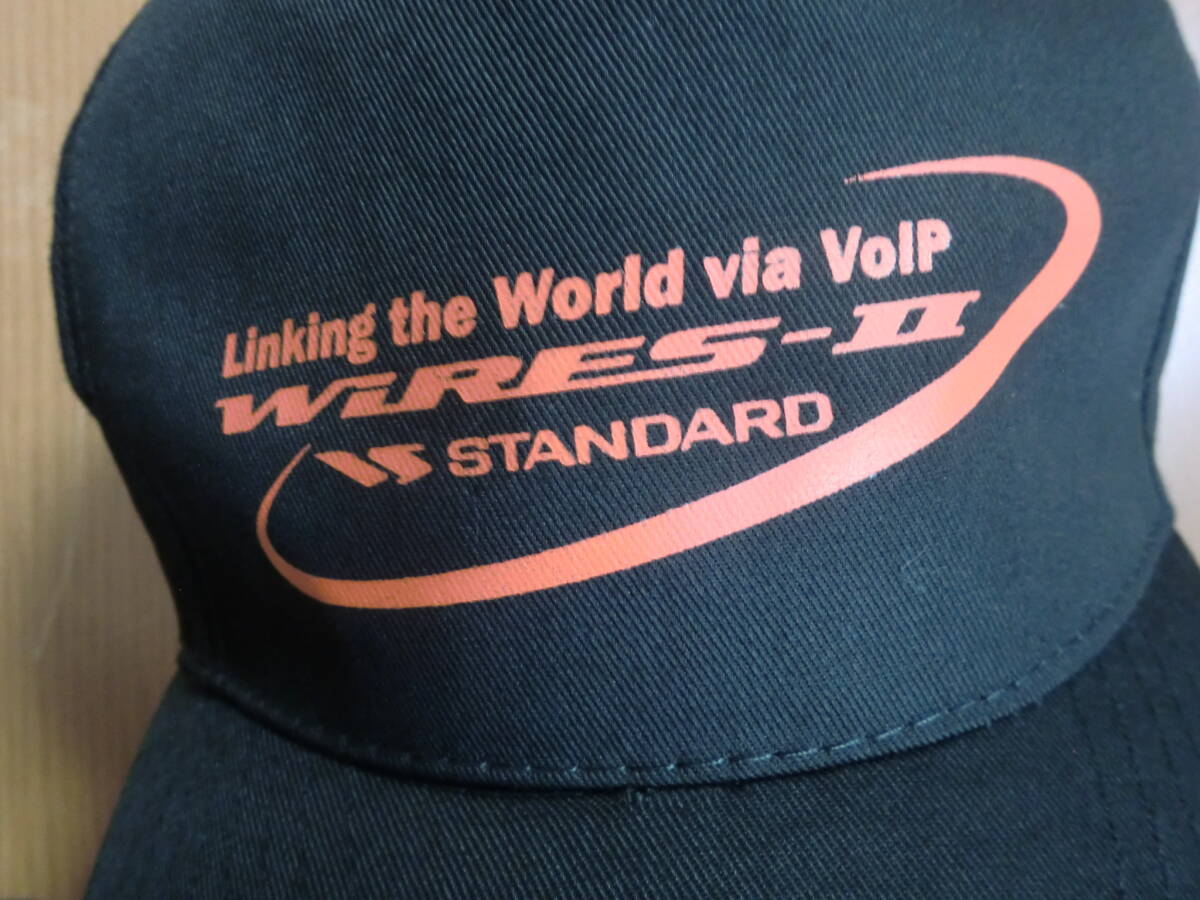 Linking the World via VoIP
WiRES-II
STANDARD